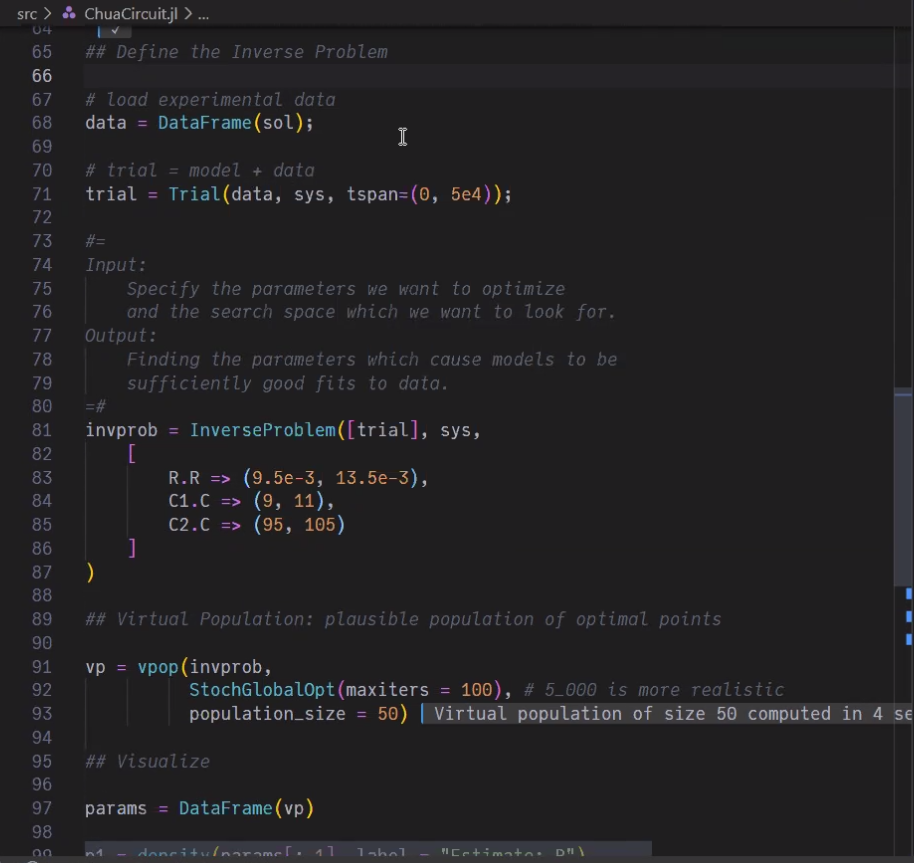 src > ChuaCircuit.jl > ...
64 ✓
65 ## Define the Inverse Problem
66
67 # load experimental data
68 data = DataFrame(sol);
69
70 # trial = model + data
71 trial = Trial(data, sys, tspan=(0, 5e4));
72
73 #=
74 Input:
75 Specify the parameters we want to optimize
76 and the search space which we want to look for.
77 Output:
78 Finding the parameters which cause models to be
79 sufficiently good fits to data.
80 =#
81 invprob = InverseProblem([trial], sys,
82 [
83 R.R => (9.5e-3, 13.5e-3),
84 C1.C => (9, 11),
85 C2.C => (95, 105)
86 ]
87 )
88
89 ## Virtual Population: plausible population of optimal points
90
91 vp = vpop(invprob,
92 StochGlobalOpt(maxiters = 100), # 5_000 is more realistic
93 population_size = 50) Virtual population of size 50 computed in 4 se
94
95 ## Visualize
96
97 params = DataFrame(vp)
98
99 p1 = density(params[:,1], label = "Estimate: R")